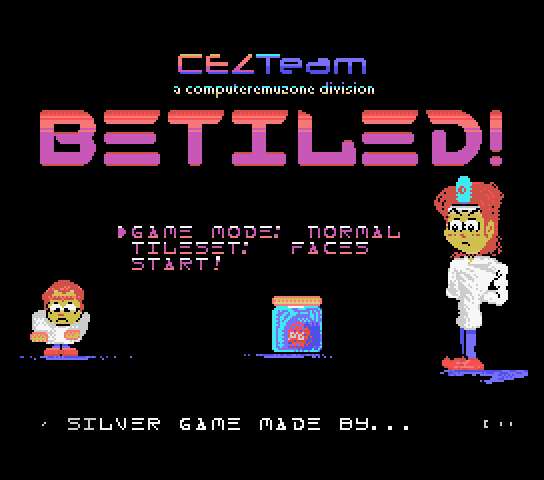 CEZTeam
a computeremuzone division
BETILED!
GAME MODE: NORMAL
TILESET: FACES
START!
SILVER GAME MADE BY...